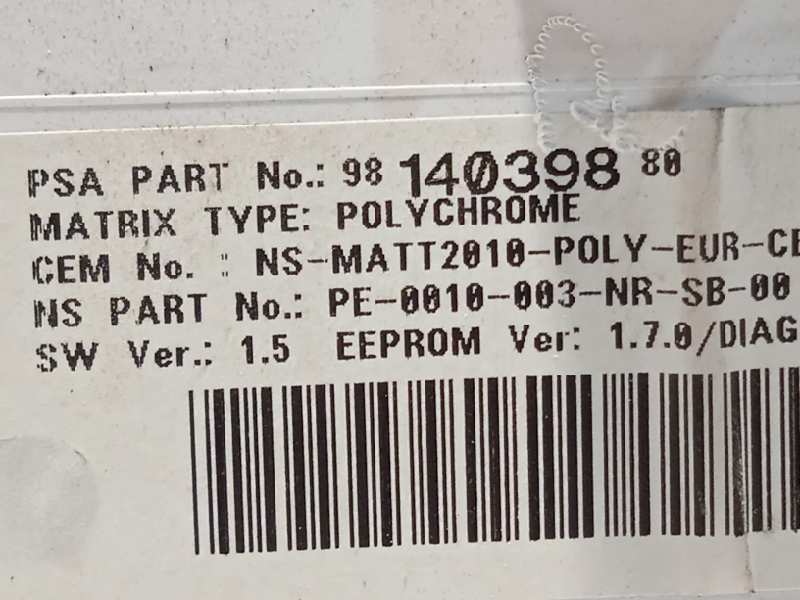 PSA PART No.: 98 140398 80
MATRIX TYPE: POLYCHROME
CEM No. : NS-MATT2010-POLY-EUR-CE
NS PART No.: PE-0010-003-NR-SB-00
SW Ver.: 1.5 EEPROM Ver: 1.7.0/DIAG